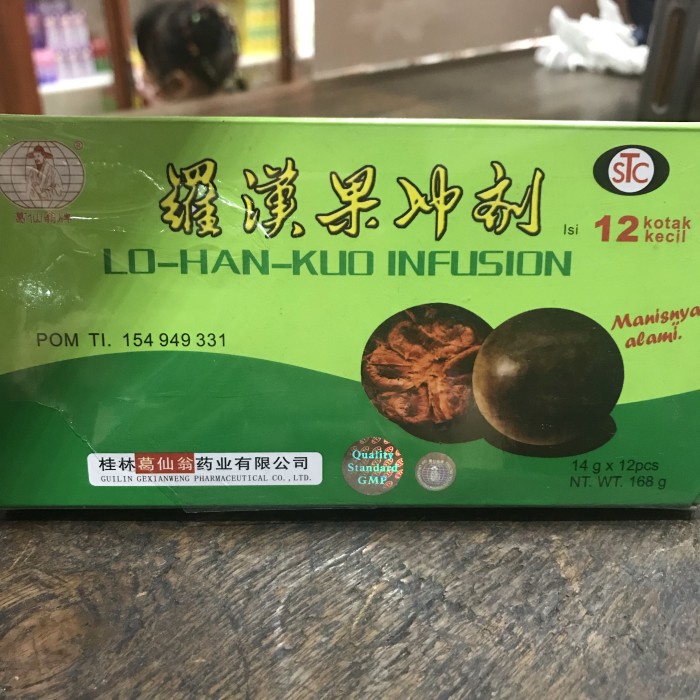 羅漢果冲剂
LO-HAN-KUO INFUSION
STC
Isi 12 kotak
kecil
POM TI. 154 949 331
Manisnya
alami.
桂林葛仙翁药业有限公司
GUILIN GEXIANWENG PHARMACEUTICAL CO.,LTD.
Quality
Standard
GMP
14 g x 12pcs
NT. WT. 168 g